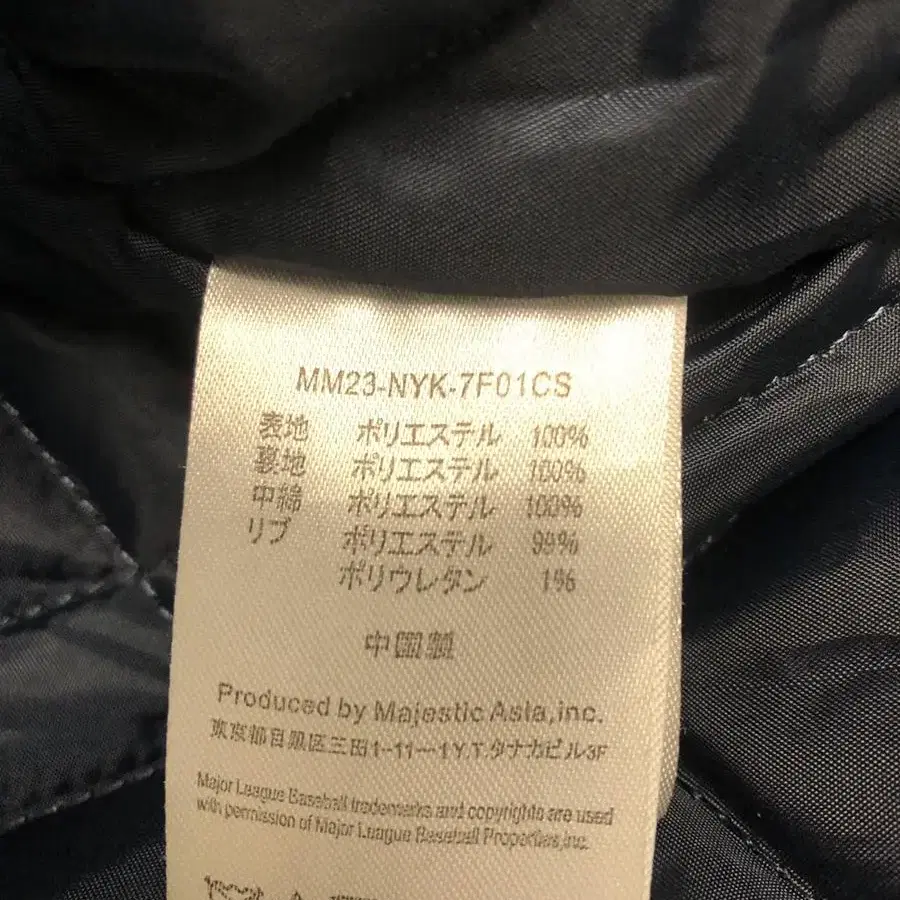 MM23-NYK-7F01CS
表地 ポリエステル 100%
裏地 ポリエステル 100%
中綿 ポリエステル 100%
リブ ポリエステル 99%
ポリウレタン 1%
中国製
Produced by Majestic Asia,inc.
東京都目黒区三田1-11-1Y.T.タナカビル3F
Major League Baseball trademarks and copyrights are used
with permission of Major League Baseball Properties,inc.